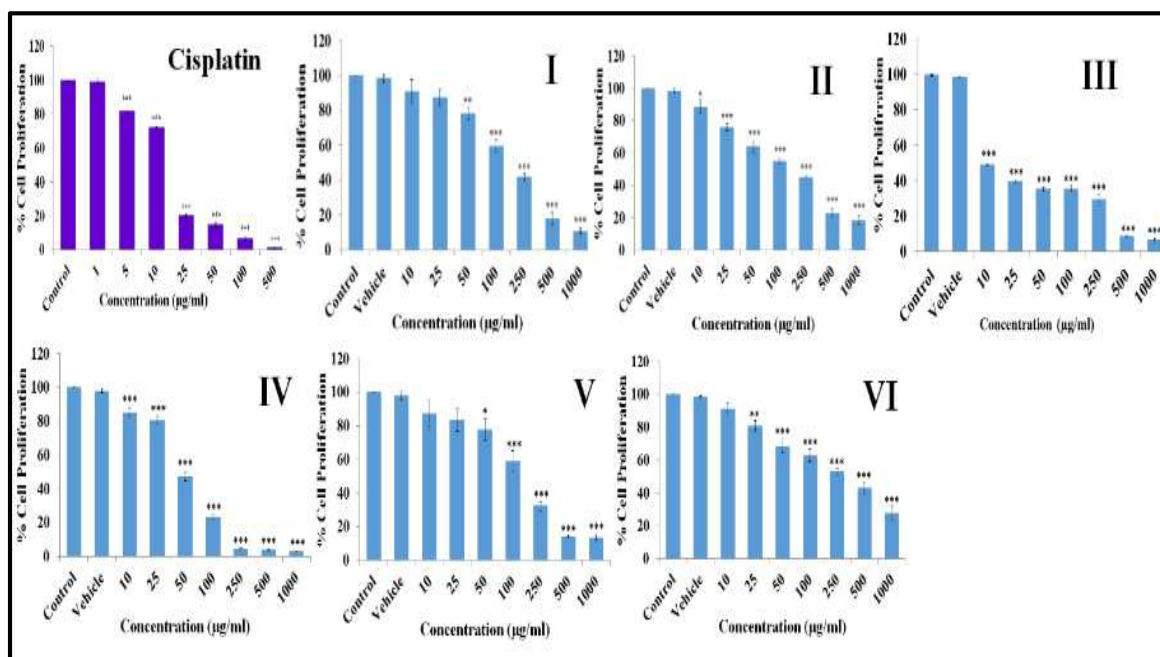 Cisplatin
% Cell Proliferation
120
100
80
60
40
20
0
*** *** *** *** *** ***
Control 1 5 10 25 50 100 500
Concentration (µg/ml)
I
% Cell Proliferation
120
100
80
60
40
20
0
** *** *** *** ***
Control Vehicle 10 25 50 100 250 500 1000
Concentration (µg/ml)
II
% Cell Proliferation
120
100
80
60
40
20
0
* *** *** *** *** *** ***
Control Vehicle 10 25 50 100 250 500 1000
Concentration (µg/ml)
III
% Cell Proliferration
120
100
80
60
40
20
0
*** *** *** *** *** *** ***
Control Vehicle 10 25 50 100 250 500 1000
Concentration (µg/ml)
IV
% Cell Proliferation
120
100
80
60
40
20
0
*** *** *** *** *** *** ***
Control Vehicle 10 25 50 100 250 500 1000
Concentration (µg/ml)
V
% Cell Proliferation
120
100
80
60
40
20
0
* *** *** *** ***
Control Vehicle 10 25 50 100 250 500 1000
Concentration (µg/ml)
VI
% Cell Proliferation
120
100
80
60
40
20
0
** *** *** *** *** ***
Control Vehicle 10 25 50 100 250 500 1000
Concentration (µg/ml)